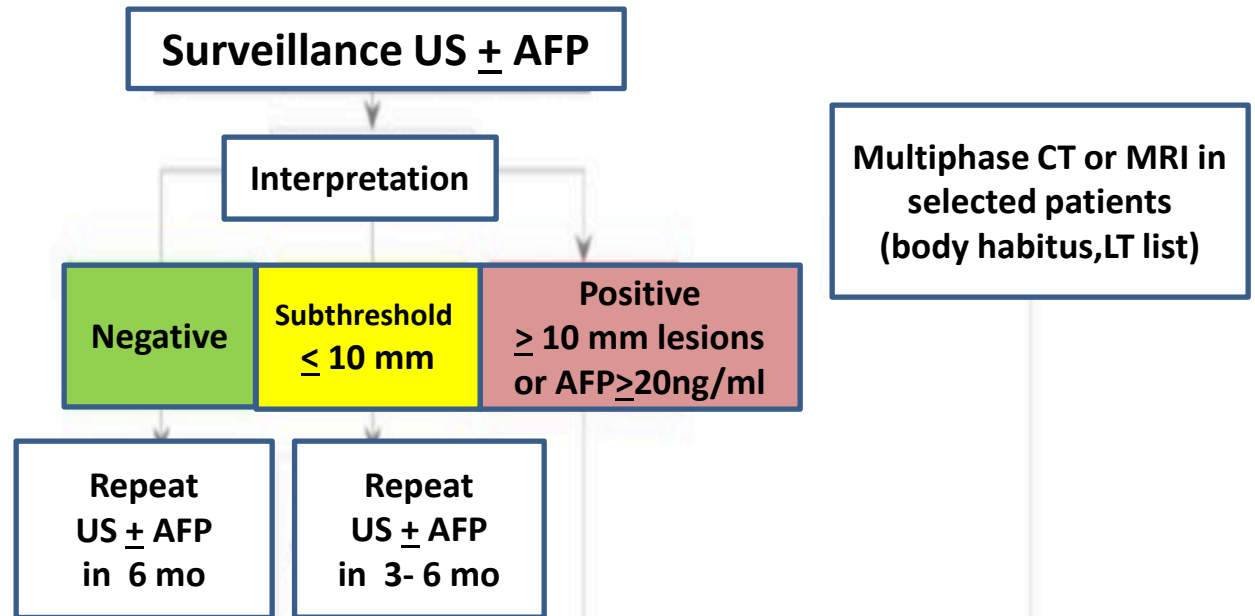 Surveillance US ± AFP
Interpretation
Multiphase CT or MRI in
selected patients
(body habitus,LT list)
Negative
Subthreshold
≤ 10 mm
Positive
≥ 10 mm lesions
or AFP≥20ng/ml
Repeat
US ± AFP
in 6 mo
Repeat
US ± AFP
in 3- 6 mo